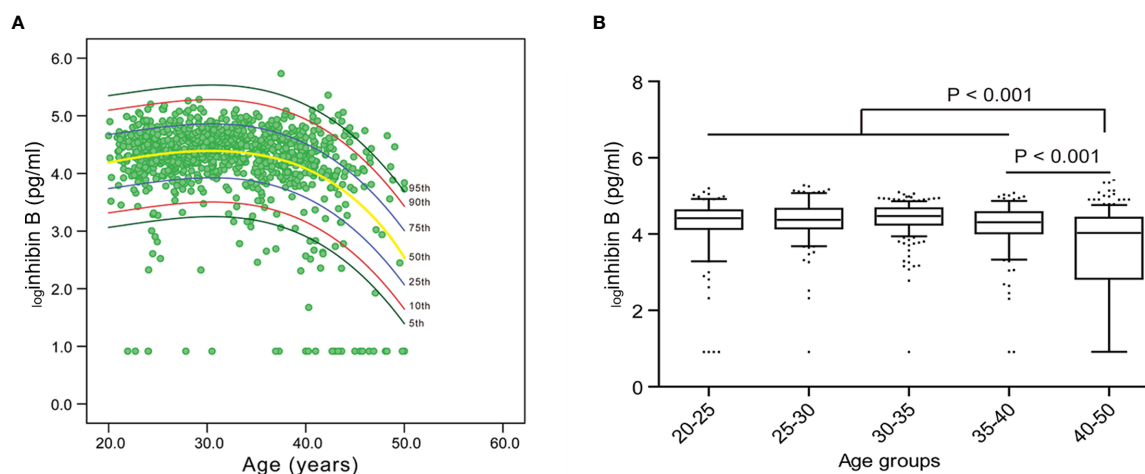 A
loginhibin B (pg/ml)
6.0
5.0
4.0
3.0
2.0
1.0
0.0
95th
90th
75th
50th
25th
10th
5th
20.0 30.0 40.0 50.0 60.0
Age (years)
B
loginhibin B (pg/ml)
8
6
4
2
0
P < 0.001
P < 0.001
20-25 25-30 30-35 35-40 40-50
Age groups